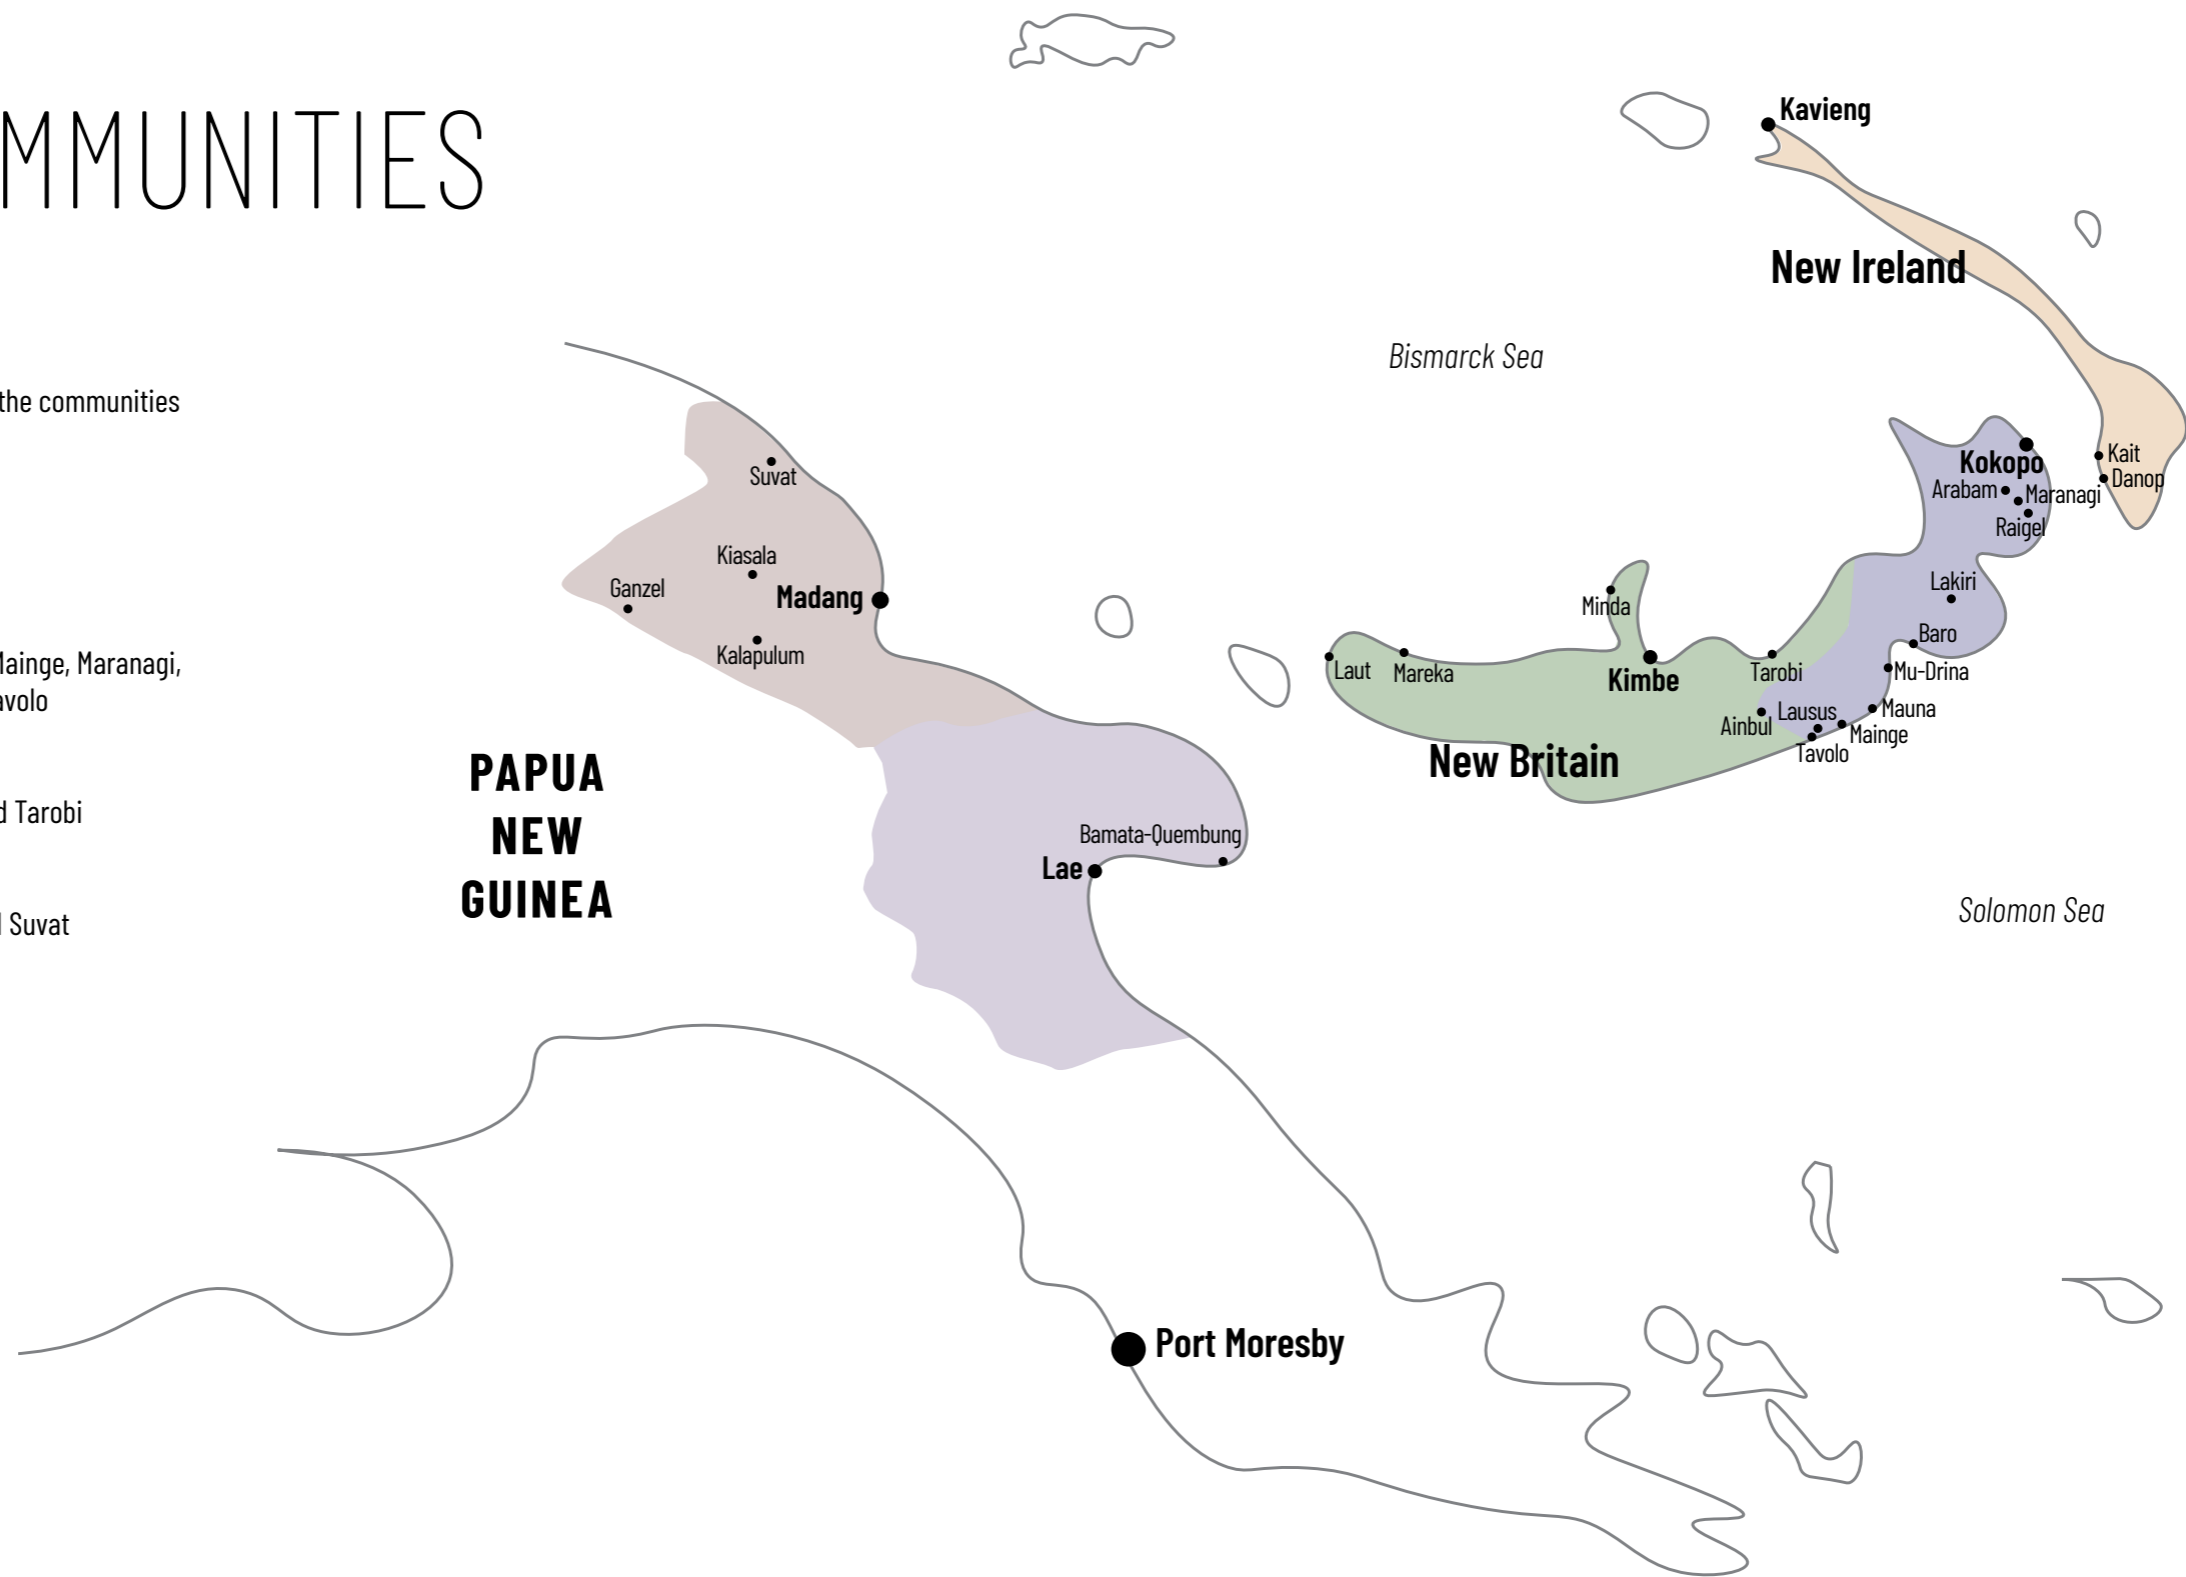 MMUNITIES
the communities
Mainge, Maranagi,
avolo
d Tarobi
l Suvat
Kavieng
New Ireland
Bismarck Sea
Kait
Danop
Kokopo
Arabam
Maranagi
Raigel
Suvat
Kiasala
Ganzel
Madang
Kalapulum
Minda
Lakiri
Baro
Laut
Mareka
Kimbe
Tarobi
Mu-Drina
Ainbul
Lausus
Mauna
Mainge
Tavolo
New Britain
PAPUA
NEW
GUINEA
Bamata-Quembung
Lae
Solomon Sea
Port Moresby